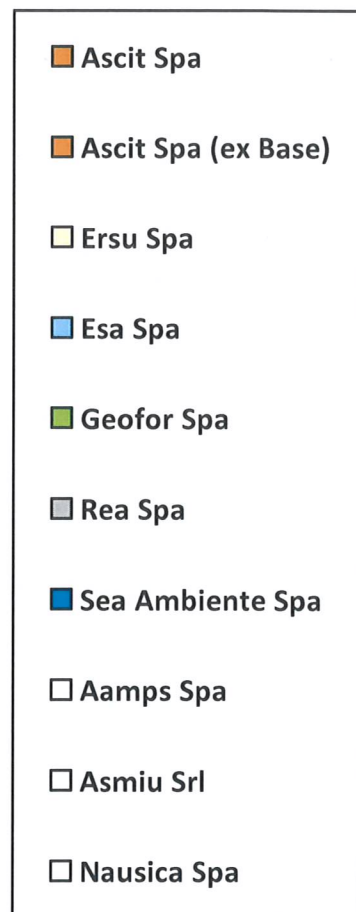 Ascit Spa
Ascit Spa (ex Base)
Ersu Spa
Esa Spa
Geofor Spa
Rea Spa
Sea Ambiente Spa
Aamps Spa
Asmiu Srl
Nausica Spa